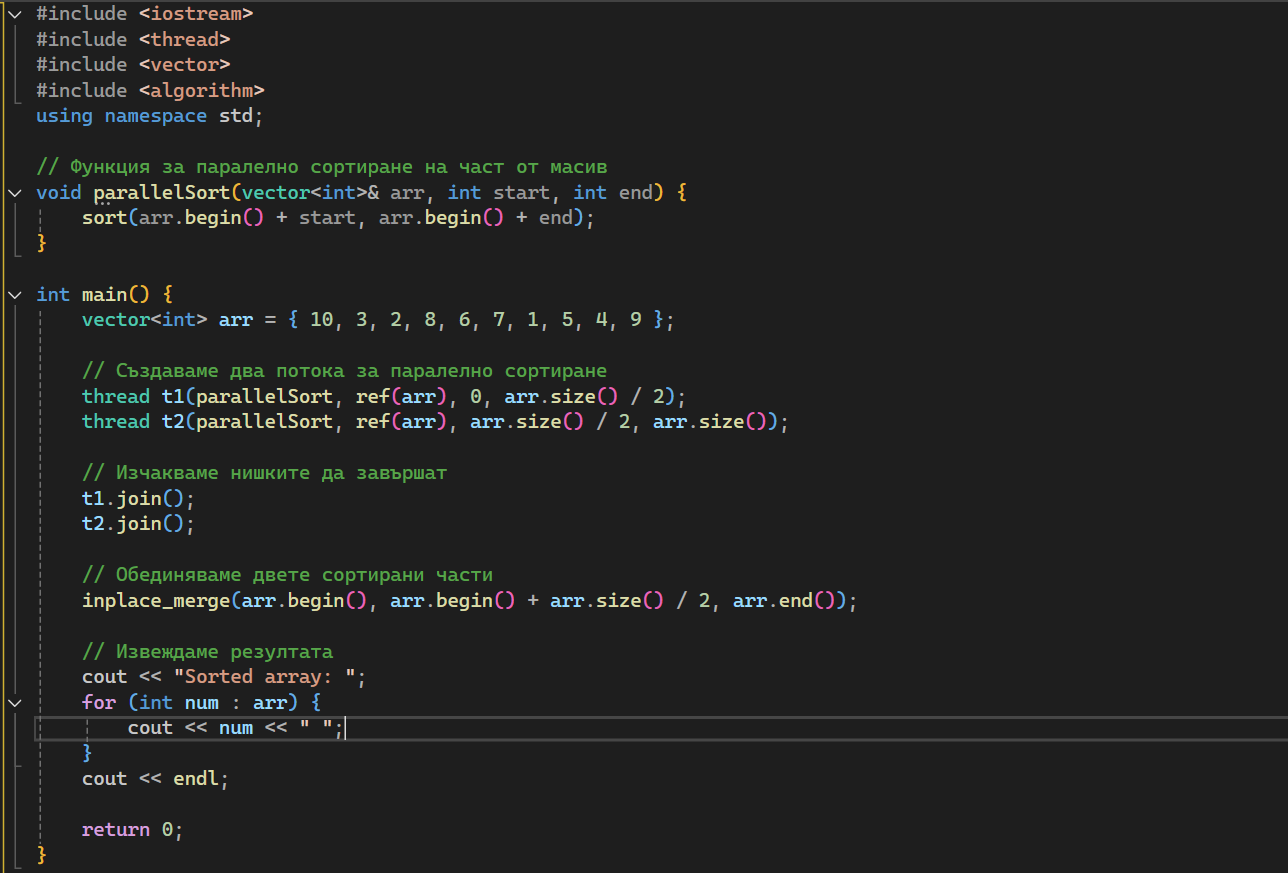 #include <iostream>
#include <thread>
#include <vector>
#include <algorithm>
using namespace std;
// Функция за паралелно сортиране на част от масив
void parallelSort(vector<int>& arr, int start, int end) {
sort(arr.begin() + start, arr.begin() + end);
}
int main() {
vector<int> arr = { 10, 3, 2, 8, 6, 7, 1, 5, 4, 9 };
// Създаваме два потока за паралелно сортиране
thread t1(parallelSort, ref(arr), 0, arr.size() / 2);
thread t2(parallelSort, ref(arr), arr.size() / 2, arr.size());
// Изчакваме нишките да завършат
t1.join();
t2.join();
// Обединяваме двете сортирани части
inplace_merge(arr.begin(), arr.begin() + arr.size() / 2, arr.end());
// Извеждаме резултата
cout << "Sorted array: ";
for (int num : arr) {
cout << num << " ";
}
cout << endl;
return 0;
}